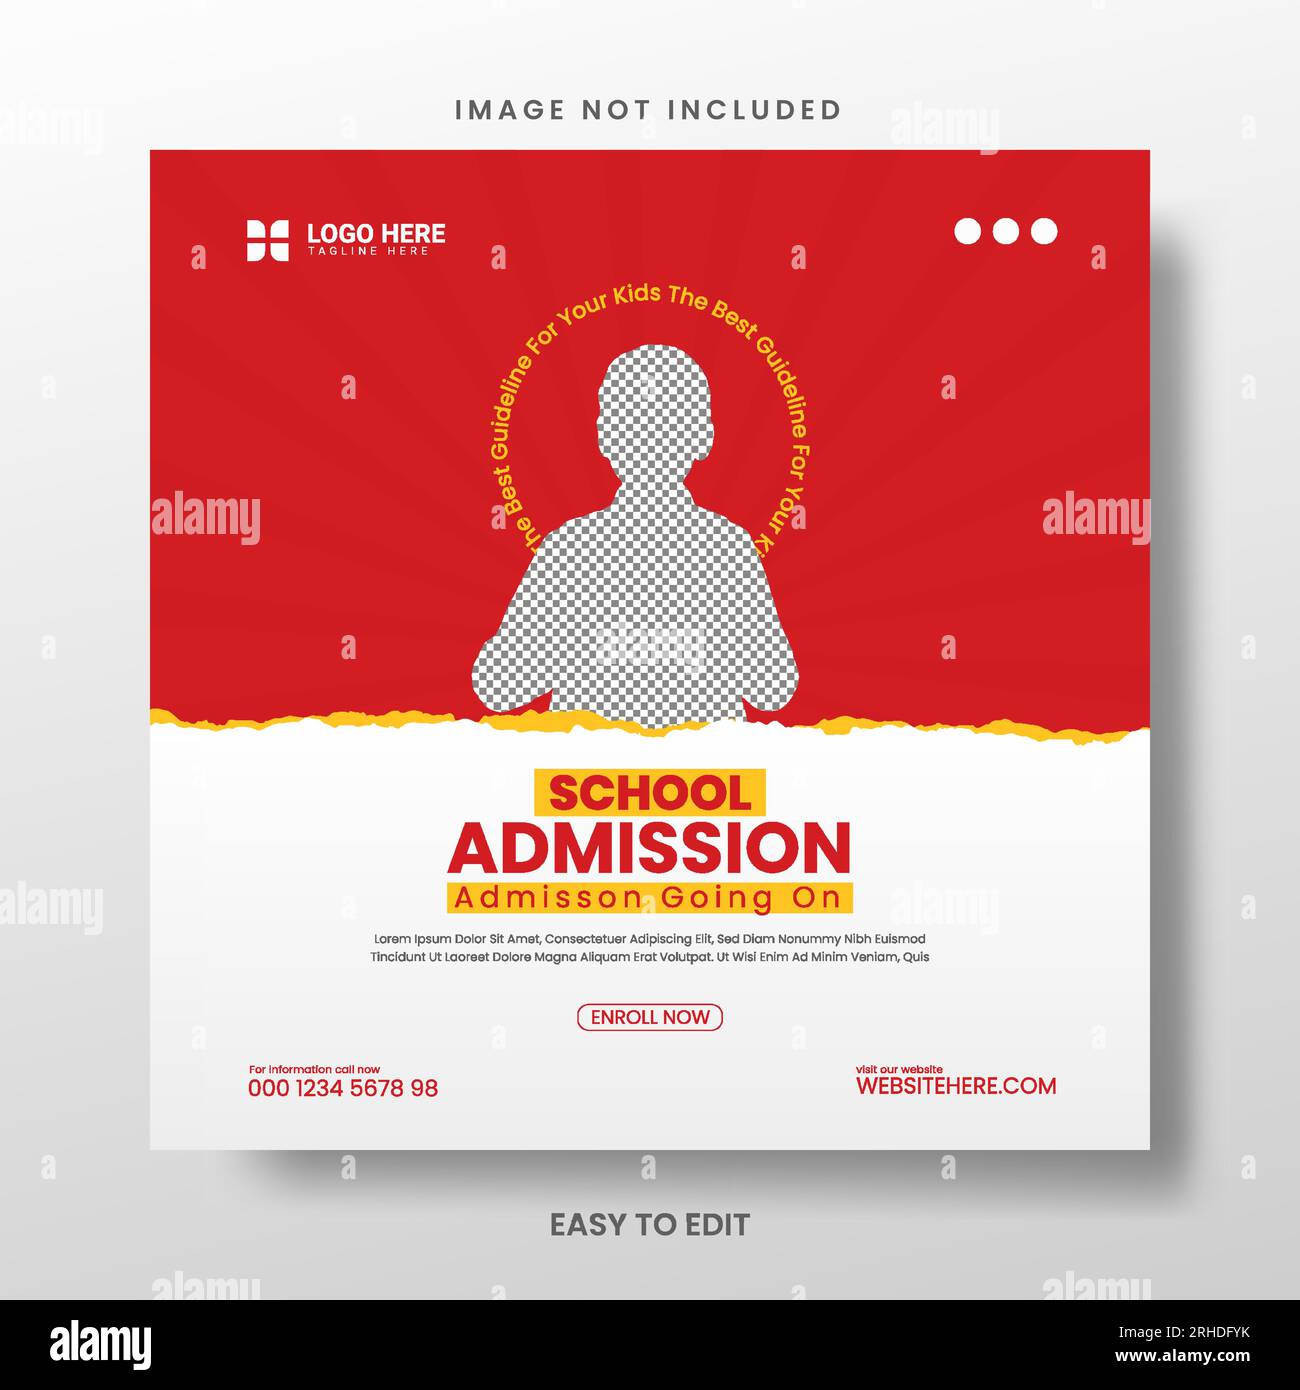 IMAGE NOT INCLUDED
LOGO HERE
TAGLINE HERE
he Best Guideline For Your Kids The Best Guideline For Your Ki
SCHOOL
ADMISSION
Admisson Going On
Lorem Ipsum Dolor Sit Amet, Consectetuer Adipiscing Elit, Sed Diam Nonummy Nibh Euismod
Tincidunt Ut Laoreet Dolore Magna Aliquam Erat Volutpat. Ut Wisi Enim Ad Minim Veniam, Quis
ENROLL NOW
For information call now
000 1234 5678 98
visit our website
WEBSITEHERE.COM
EASY TO EDIT
alamy
Image ID: 2RHDFYK
www.alamy.com